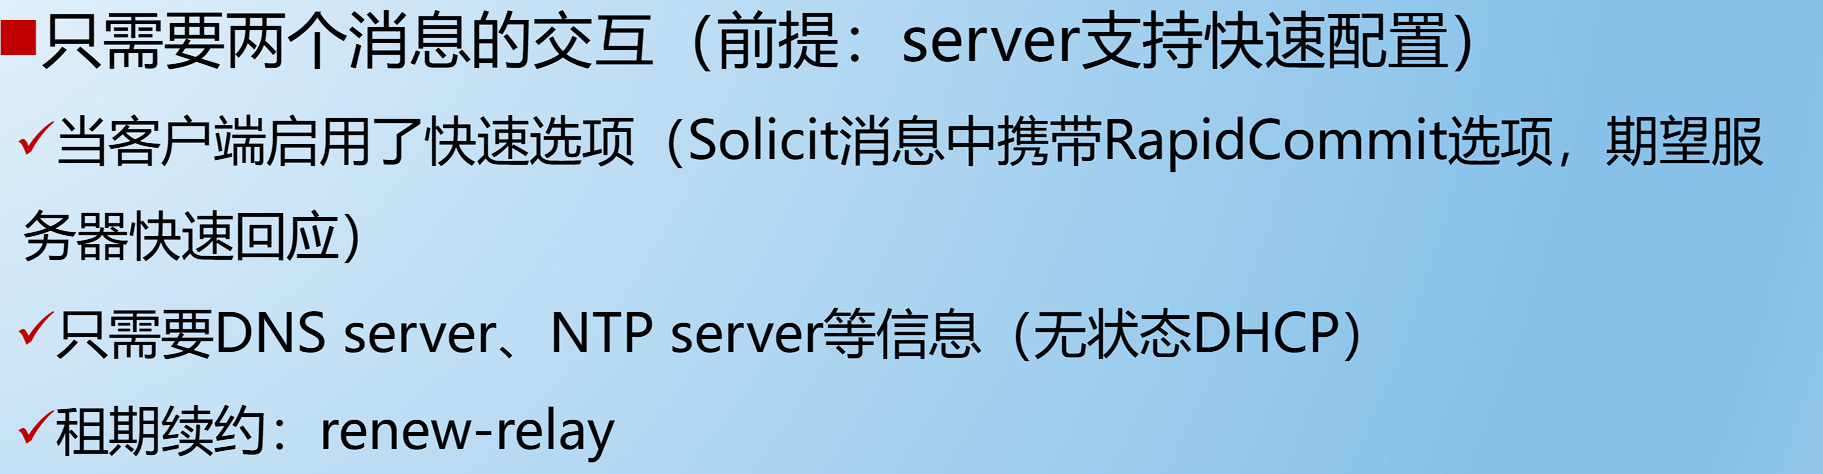 ■只需要两个消息的交互（前提：server支持快速配置）
✓当客户端启用了快速选项（Solicit消息中携带RapidCommit选项，期望服
务器快速回应）
✓只需要DNS server、NTP server等信息（无状态DHCP）
✓租期续约：renew-relay